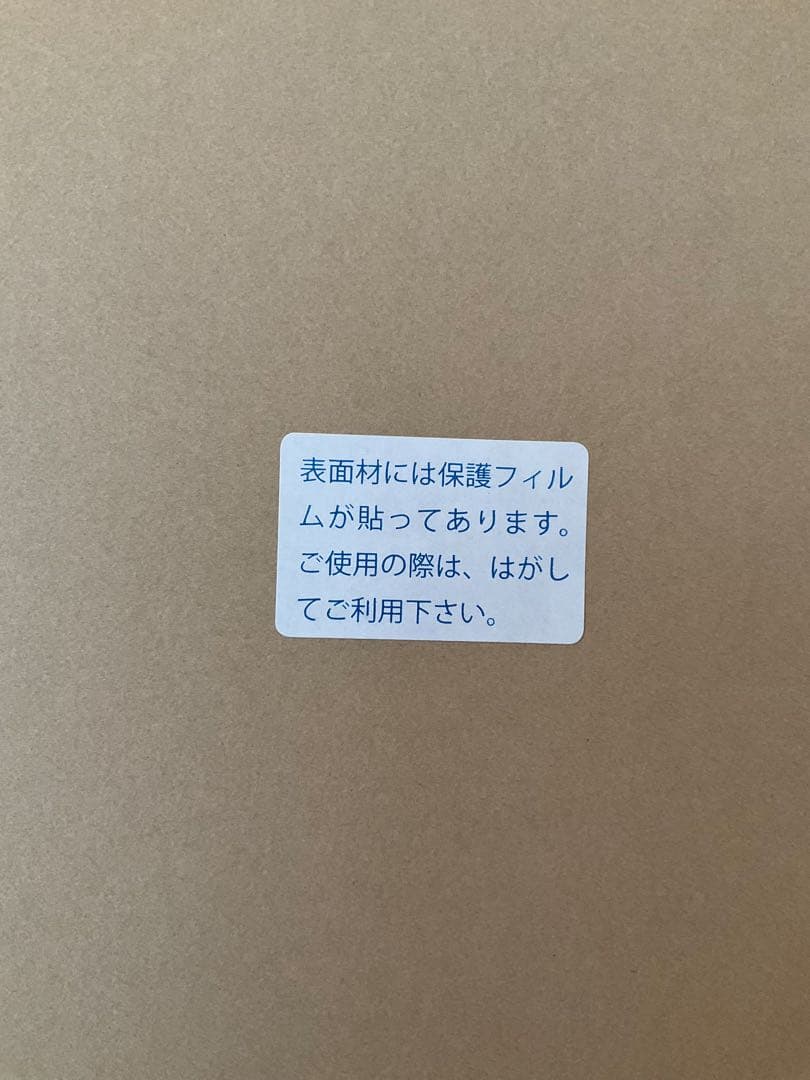 表面材には保護フィル
ムが貼ってあります。
ご使用の際は、はがし
てご利用下さい。